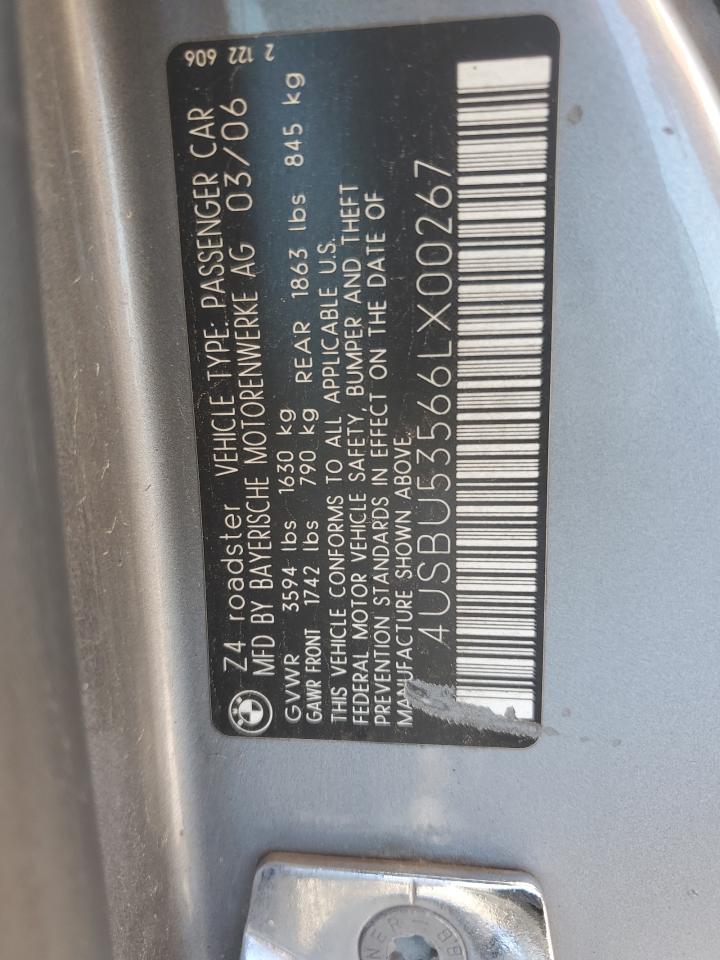 Z4 roadster VEHICLE TYPE: PASSENGER CAR
MFD BY BAYERISCHE MOTORENWERKE AG 03/06
GVWR 3594 lbs 1630 kg
GAWR FRONT 1742 lbs 790 kg REAR 1863 lbs 845 kg
THIS VEHICLE CONFORMS TO ALL APPLICABLE U.S.
FEDERAL MOTOR VEHICLE SAFETY, BUMPER AND THEFT
PREVENTION STANDARDS IN EFFECT ON THE DATE OF
MANUFACTURE SHOWN ABOVE.
4USBU53566LX00267
2 122 606